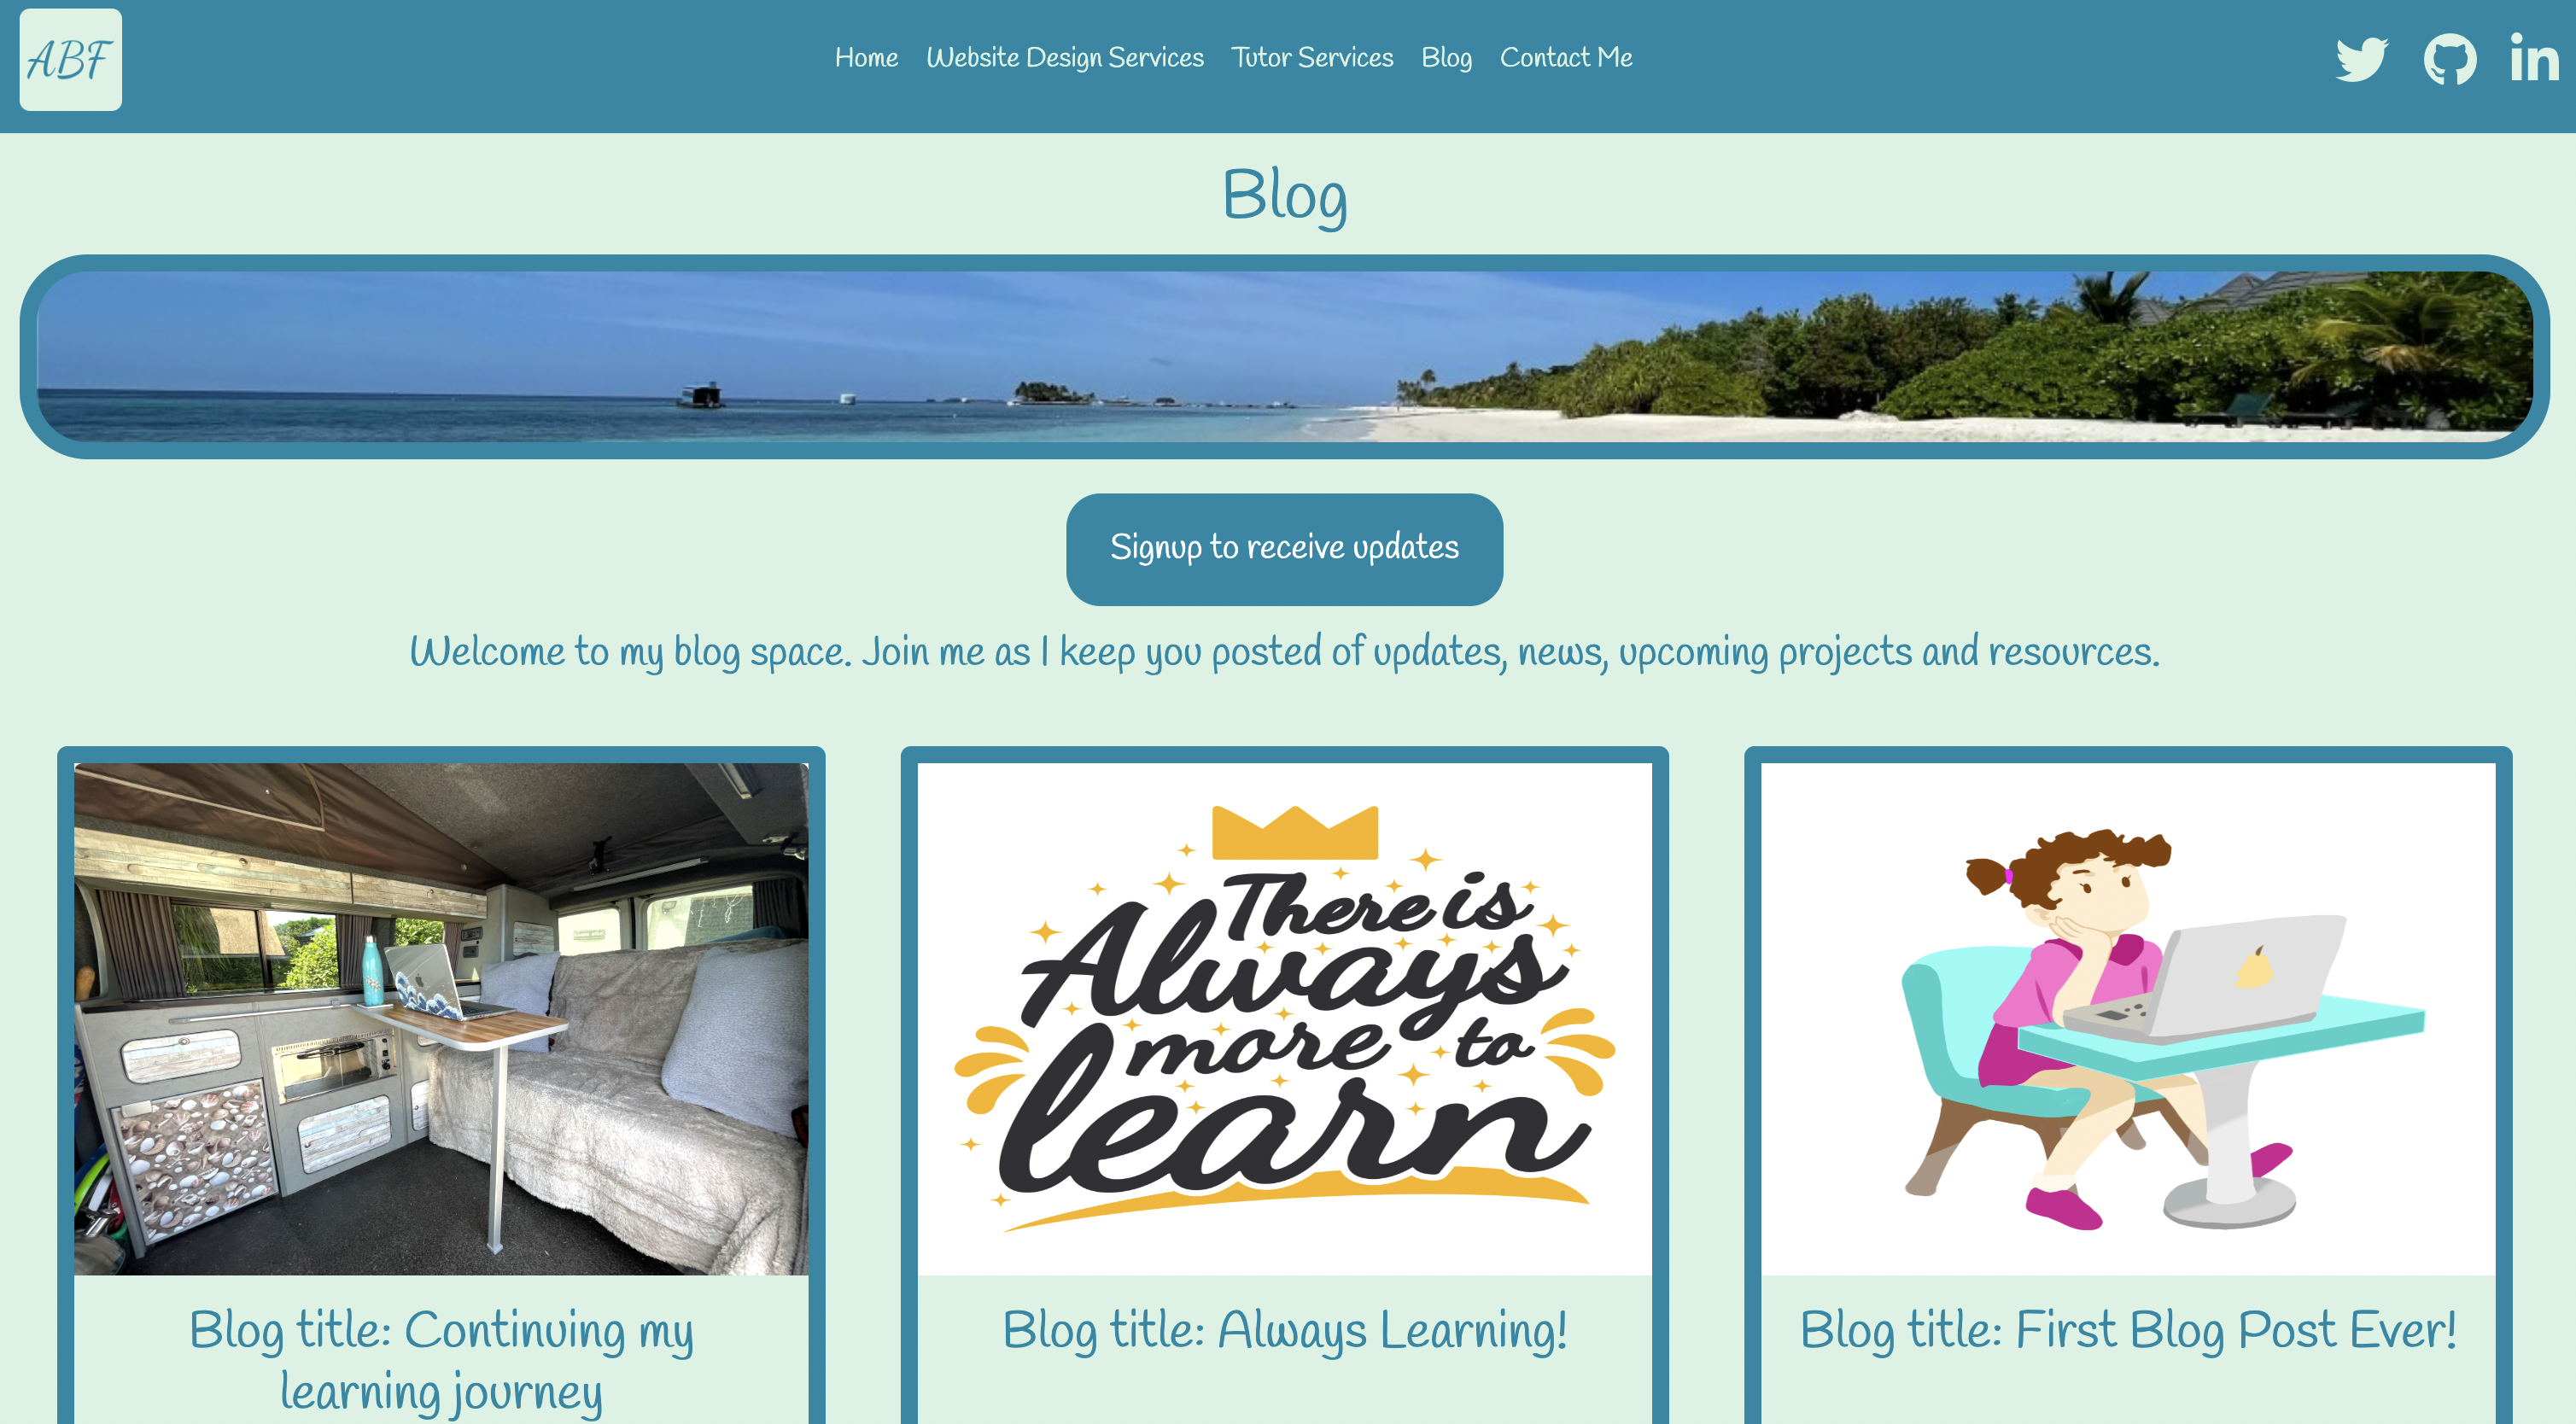 ABF
Home Website Design Services Tutor Services Blog Contact Me
in
Blog
Signup to receive updates
Welcome to my blog space. Join me as I keep you posted of updates, news, upcoming projects and resources.
There is
Always
more to
learn
Blog title: Continuing my
learning journey
Blog title: Always Learning!
Blog title: First Blog Post Ever!